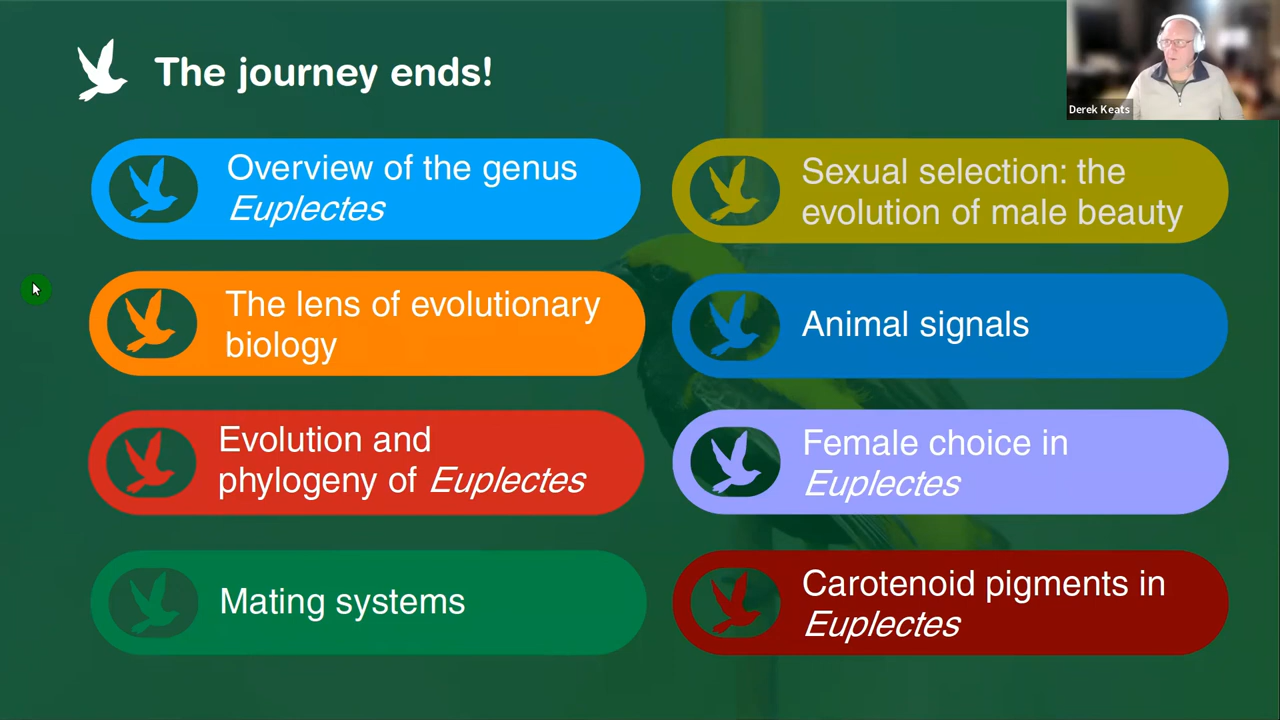 The journey ends!
Derek Keats
Overview of the genus
Euplectes
The lens of evolutionary
biology
Evolution and
phylogeny of Euplectes
Mating systems
Sexual selection: the
evolution of male beauty
Animal signals
Female choice in
Euplectes
Carotenoid pigments in
Euplectes